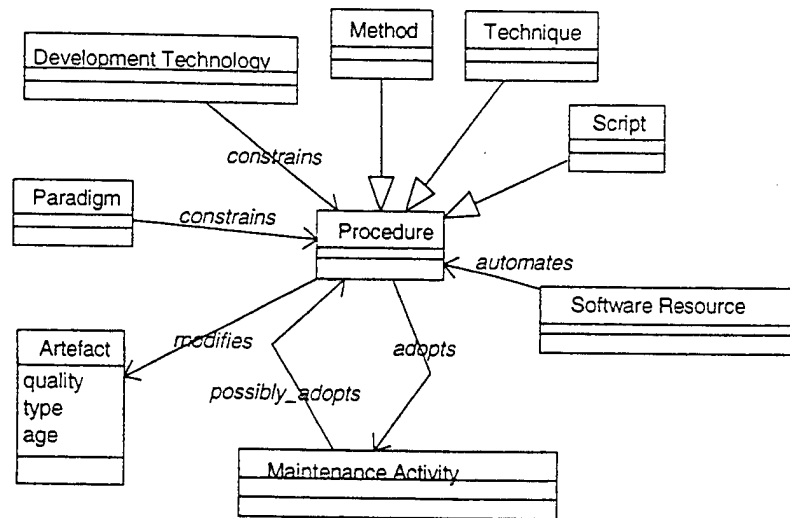 Method
Technique
Development Technology
Script
constrains
Paradigm
constrains
Procedure
automates
Software Resource
Artefact
quality
type
age
modifies
adopts
possibly_adopts
Maintenance Activity